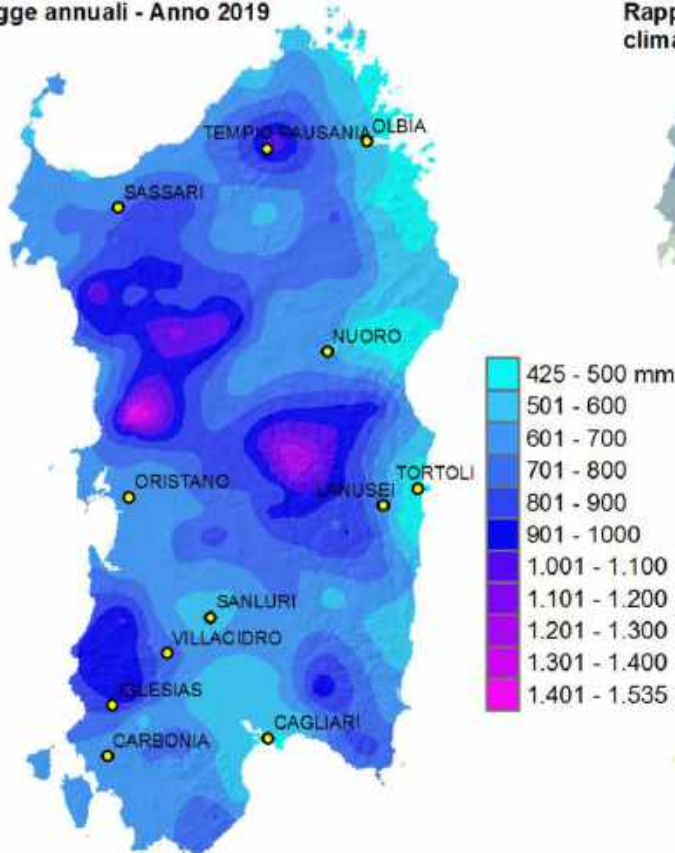 gge annuali - Anno 2019
Rapp
clima
TEMPIO PAUSANIA
OLBIA
SASSARI
NUORO
425 - 500 mm
501 - 600
601 - 700
701 - 800
801 - 900
901 - 1000
1.001 - 1.100
1.101 - 1.200
1.201 - 1.300
1.301 - 1.400
1.401 - 1.535
ORISTANO
TORTOLI
LANUSEI
SANLURI
VILLACIDRO
IGLESIAS
CAGLIARI
CARBONIA